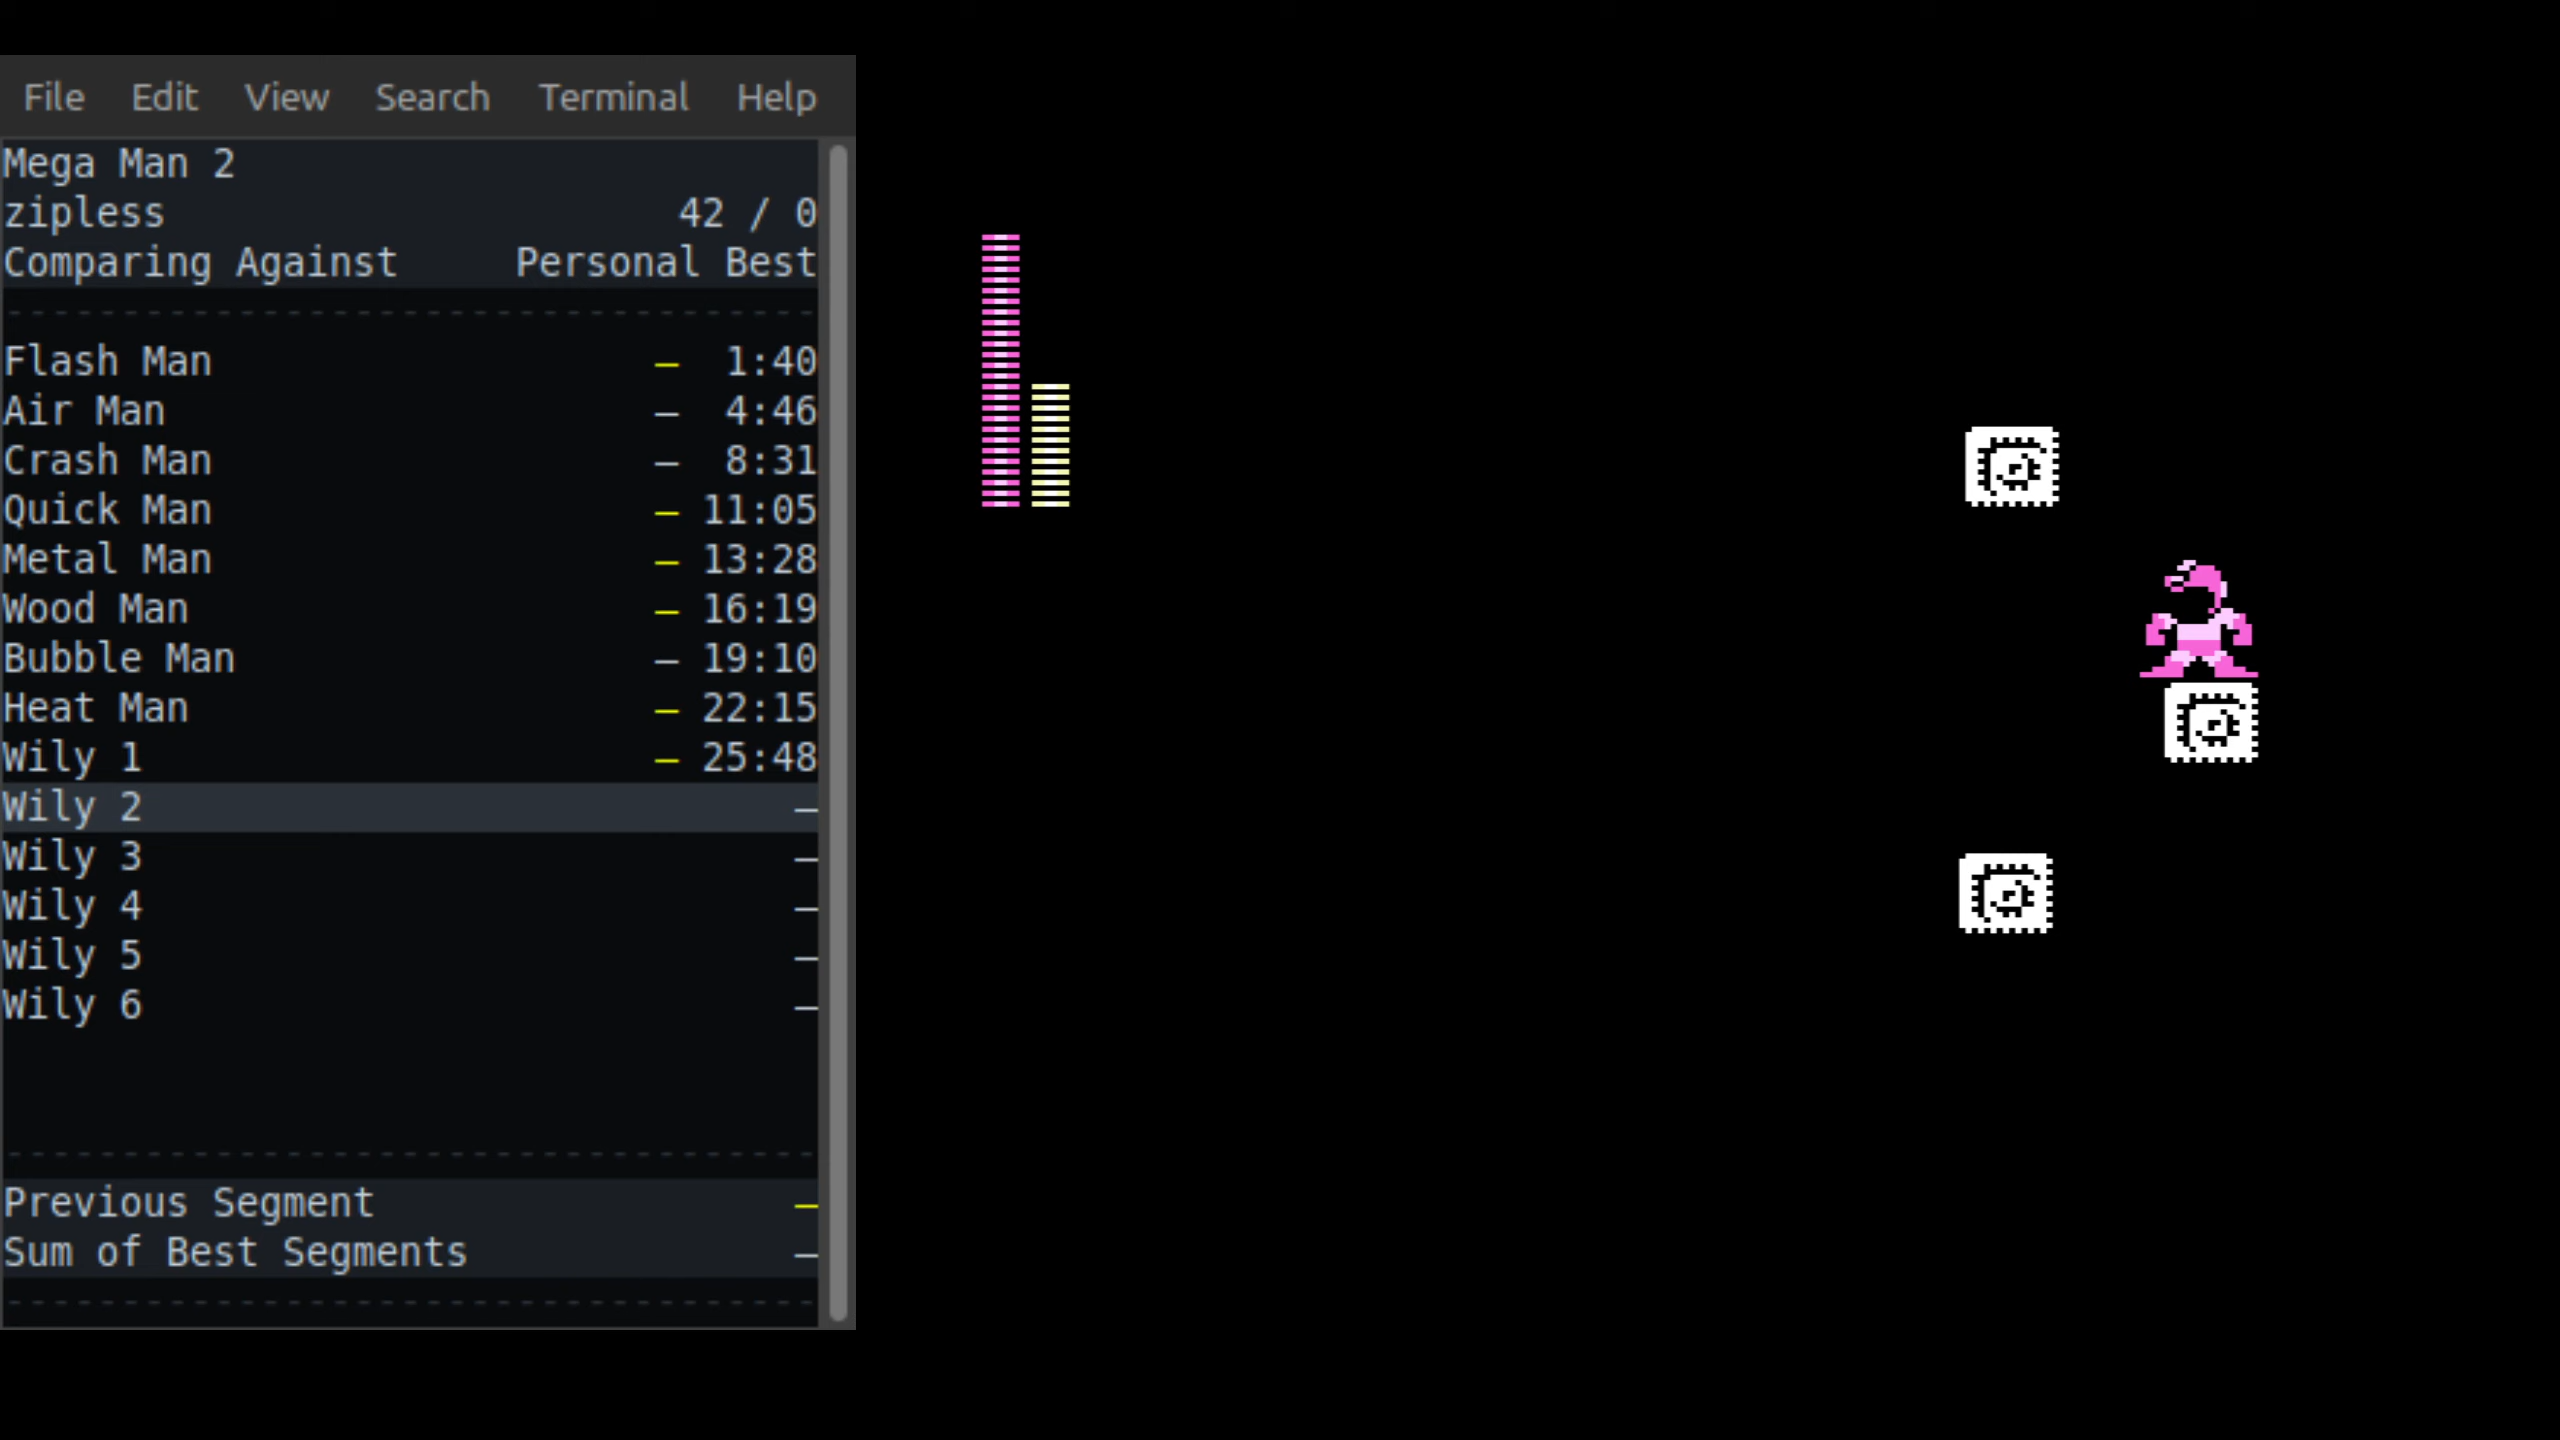 File Edit View Search Terminal Help
Mega Man 2
zipless 42 / 0
Comparing Against Personal Best
Flash Man — 1:40
Air Man — 4:46
Crash Man — 8:31
Quick Man — 11:05
Metal Man — 13:28
Wood Man — 16:19
Bubble Man — 19:10
Heat Man — 22:15
Wily 1 — 25:48
Wily 2 —
Wily 3 —
Wily 4 —
Wily 5 —
Wily 6 —
Previous Segment —
Sum of Best Segments —